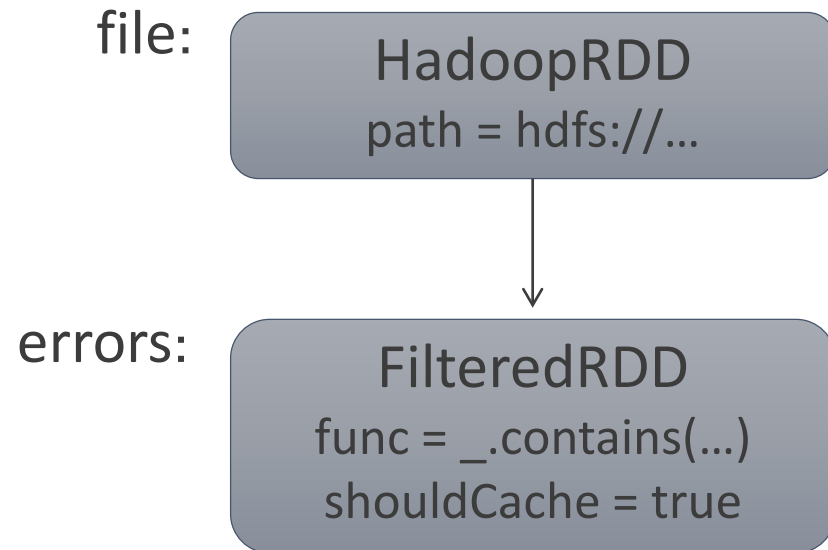 file:
HadoopRDD
path = hdfs://…
errors:
FilteredRDD
func = _.contains(…)
shouldCache = true